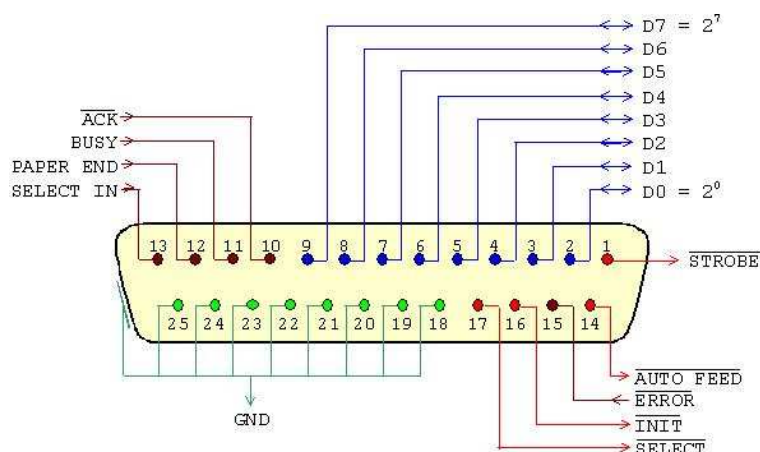 D7 = 2⁷
D6
D5
D4
D3
D2
D1
D0 = 2⁰
ACK
BUSY
PAPER END
SELECT IN
13 12 11 10 9 8 7 6 5 4 3 2 1
STROBE
25 24 23 22 21 20 19 18 17 16 15 14
AUTO FEED
ERROR
INIT
SELECT
GND